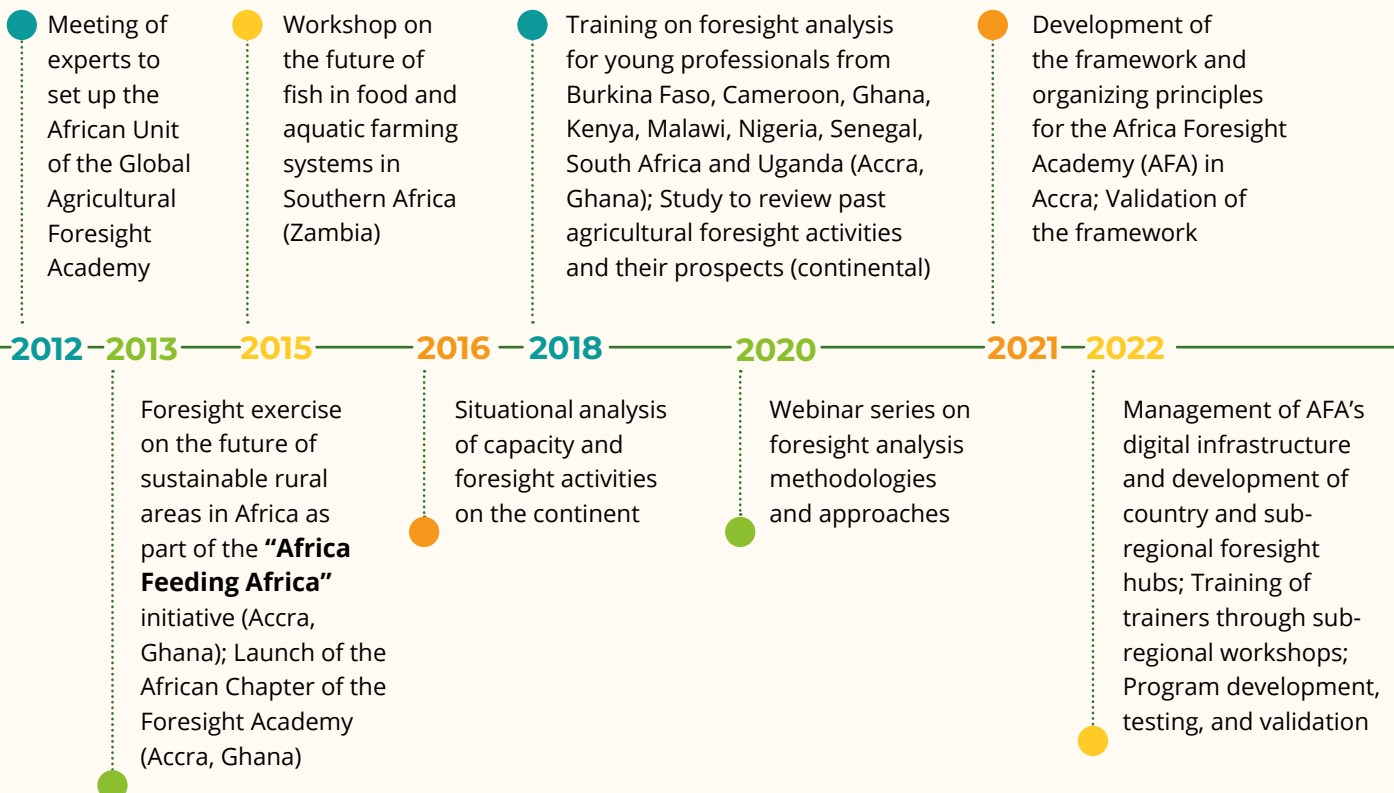 Meeting of
experts to
set up the
African Unit
of the Global
Agricultural
Foresight
Academy
Workshop on
the future of
fish in food and
aquatic farming
systems in
Southern Africa
(Zambia)
Training on foresight analysis
for young professionals from
Burkina Faso, Cameroon, Ghana,
Kenya, Malawi, Nigeria, Senegal,
South Africa and Uganda (Accra,
Ghana); Study to review past
agricultural foresight activities
and their prospects (continental)
Development of
the framework and
organizing principles
for the Africa Foresight
Academy (AFA) in
Accra; Validation of
the framework
2012 2013 2015 2016 2018 2020 2021 2022
Foresight exercise
on the future of
sustainable rural
areas in Africa as
part of the “Africa
Feeding Africa”
initiative (Accra,
Ghana); Launch of the
African Chapter of the
Foresight Academy
(Accra, Ghana)
Situational analysis
of capacity and
foresight activities
on the continent
Webinar series on
foresight analysis
methodologies
and approaches
Management of AFA’s
digital infrastructure
and development of
country and sub-
regional foresight
hubs; Training of
trainers through sub-
regional workshops;
Program development,
testing, and validation